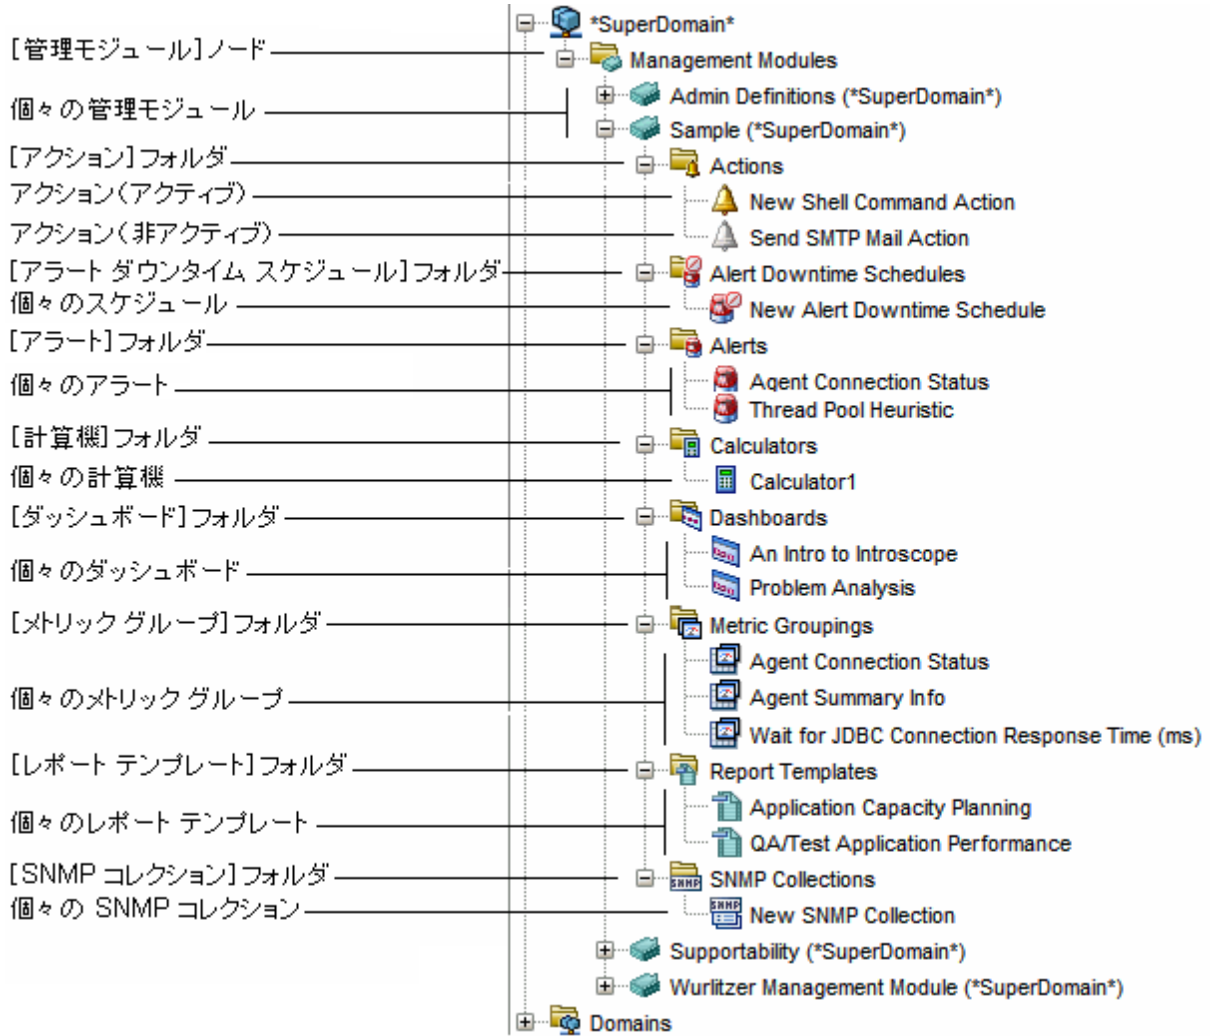 *SuperDomain*
[管理モジュール]ノード
Management Modules
個々の管理モジュール
Admin Definitions (*SuperDomain*)
Sample (*SuperDomain*)
[アクション]フォルダ
Actions
アクション(アクティブ)
New Shell Command Action
アクション(非アクティブ)
Send SMTP Mail Action
[アラート ダウンタイム スケジュール]フォルダ
Alert Downtime Schedules
個々のスケジュール
New Alert Downtime Schedule
[アラート]フォルダ
Alerts
個々のアラート
Agent Connection Status
Thread Pool Heuristic
[計算機]フォルダ
Calculators
個々の計算機
Calculator1
[ダッシュボード]フォルダ
Dashboards
個々のダッシュボード
An Intro to Introscope
Problem Analysis
[メトリック グループ]フォルダ
Metric Groupings
個々のメトリック グループ
Agent Connection Status
Agent Summary Info
Wait for JDBC Connection Response Time (ms)
[レポート テンプレート]フォルダ
Report Templates
個々のレポート テンプレート
Application Capacity Planning
QA/Test Application Performance
[SNMP コレクション]フォルダ
SNMP
SNMP Collections
個々の SNMP コレクション
SNMP
New SNMP Collection
Supportability (*SuperDomain*)
Wurlitzer Management Module (*SuperDomain*)
Domains